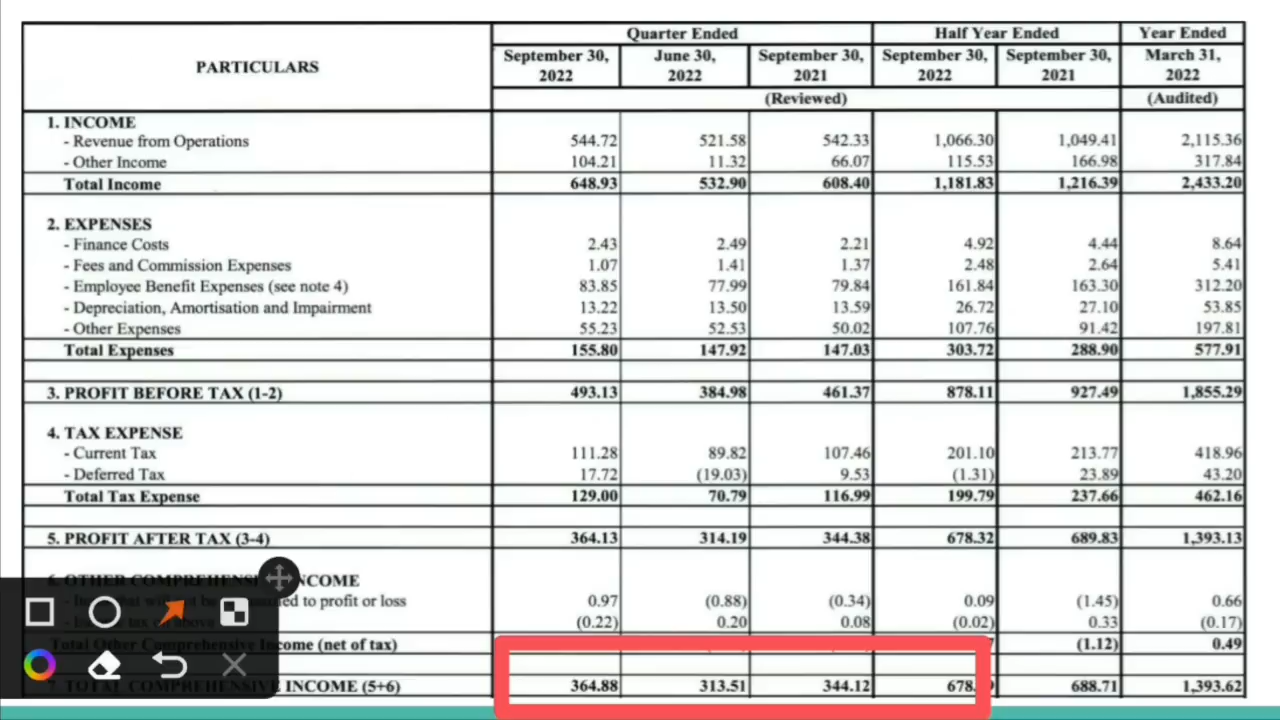 PARTICULARS Quarter Ended Half Year Ended Year Ended
September 30, 2022 June 30, 2022 September 30, 2021 September 30, 2022 September 30, 2021 March 31, 2022
(Reviewed) (Audited)
1. INCOME
- Revenue from Operations 544.72 521.58 542.33 1,066.30 1,049.41 2,115.36
- Other Income 104.21 11.32 66.07 115.53 166.98 317.84
Total Income 648.93 532.90 608.40 1,181.83 1,216.39 2,433.20
2. EXPENSES
- Finance Costs 2.43 2.49 2.21 4.92 4.44 8.64
- Fees and Commission Expenses 1.07 1.41 1.37 2.48 2.64 5.41
- Employee Benefit Expenses (see note 4) 83.85 77.99 79.84 161.84 163.30 312.20
- Depreciation, Amortisation and Impairment 13.22 13.50 13.59 26.72 27.10 53.85
- Other Expenses 55.23 52.53 50.02 107.76 91.42 197.81
Total Expenses 155.80 147.92 147.03 303.72 288.90 577.91
3. PROFIT BEFORE TAX (1-2) 493.13 384.98 461.37 878.11 927.49 1,855.29
4. TAX EXPENSE
- Current Tax 111.28 89.82 107.46 201.10 213.77 418.96
- Deferred Tax 17.72 (19.03) 9.53 (1.31) 23.89 43.20
Total Tax Expense 129.00 70.79 116.99 199.79 237.66 462.16
5. PROFIT AFTER TAX (3-4) 364.13 314.19 344.38 678.32 689.83 1,393.13
6. OTHER COMPREHENSIVE INCOME
to profit or loss 0.97 (0.88) (0.34) 0.09 (1.45) 0.66
(0.22) 0.20 0.08 (0.02) 0.33 (0.17)
Total Other Comprehensive Income (net of tax) (1.12) 0.49
7. TOTAL COMPREHENSIVE INCOME (5+6) 364.88 313.51 344.12 678. 688.71 1,393.62